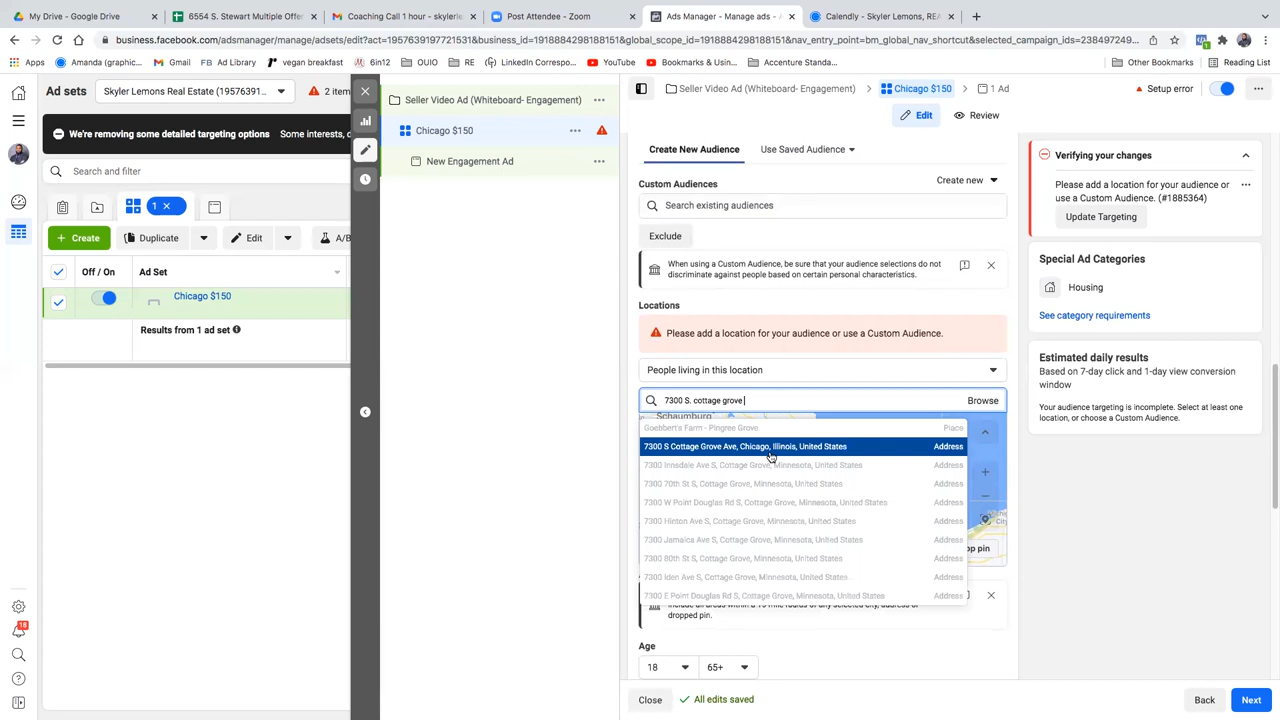 My Drive - Google Drive
6554 S. Stewart Multiple Offer
Coaching Call 1 hour - skylerle
Post Attendee - Zoom
Ads Manager - Manage ads - A
Calendly - Skyler Lemons, REA
business.facebook.com/adsmanager/manage/adsets/edit?act=1957639197721531&business_id=1918884298188151&global_scope_id=1918884298188151&nav_entry_point=bm_global_nav_shortcut&selected_campaign_ids=238497249...
Apps
Amanda (graphic...
Gmail
FB Ad Library
vegan breakfast
6in12
OUIO
RE
LinkedIn Correspo...
YouTube
Bookmarks & Using...
Accenture Standa...
Other Bookmarks
Reading List
Ad sets
Skyler Lemons Real Estate (19576391...
2 item
We're removing some detailed targeting options
Some interests,
Search and filter
1
Create
Duplicate
Edit
A/B
Off / On
Ad Set
Chicago $150
Results from 1 ad set
18
Seller Video Ad (Whiteboard- Engagement)
Chicago $150
New Engagement Ad
Seller Video Ad (Whiteboard- Engagement)
Chicago $150
1 Ad
Setup error
Edit
Review
Create New Audience
Use Saved Audience
Custom Audiences
Create new
Search existing audiences
Exclude
When using a Custom Audience, be sure that your audience selections do not
discriminate against people based on certain personal characteristics.
Locations
Please add a location for your audience or use a Custom Audience.
People living in this location
7300 S. cottage grove
Browse
Schaumburg
Goebbert's Farm - Pingree Grove Place
7300 S Cottage Grove Ave, Chicago, Illinois, United States Address
7300 Innsdale Ave S, Cottage Grove, Minnesota, United States Address
7300 70th St S, Cottage Grove, Minnesota, United States Address
7300 W Point Douglas Rd S, Cottage Grove, Minnesota, United States Address
7300 Hinton Ave S, Cottage Grove, Minnesota, United States Address
7300 Jamaica Ave S, Cottage Grove, Minnesota, United States Address
7300 80th St S, Cottage Grove, Minnesota, United States Address
7300 Iden Ave S, Cottage Grove, Minnesota, United States Address
7300 E Point Douglas Rd S, Cottage Grove, Minnesota, United States Address
op pin
include all areas within a 15 mile radius of any selected city, address or
dropped pin.
Age
18
65+
Close
All edits saved
Back
Next
Verifying your changes
Please add a location for your audience or
use a Custom Audience. (#1885364)
Update Targeting
Special Ad Categories
Housing
See category requirements
Estimated daily results
Based on 7-day click and 1-day view conversion
window
Your audience targeting is incomplete. Select at least one
location, or choose a Custom Audience.